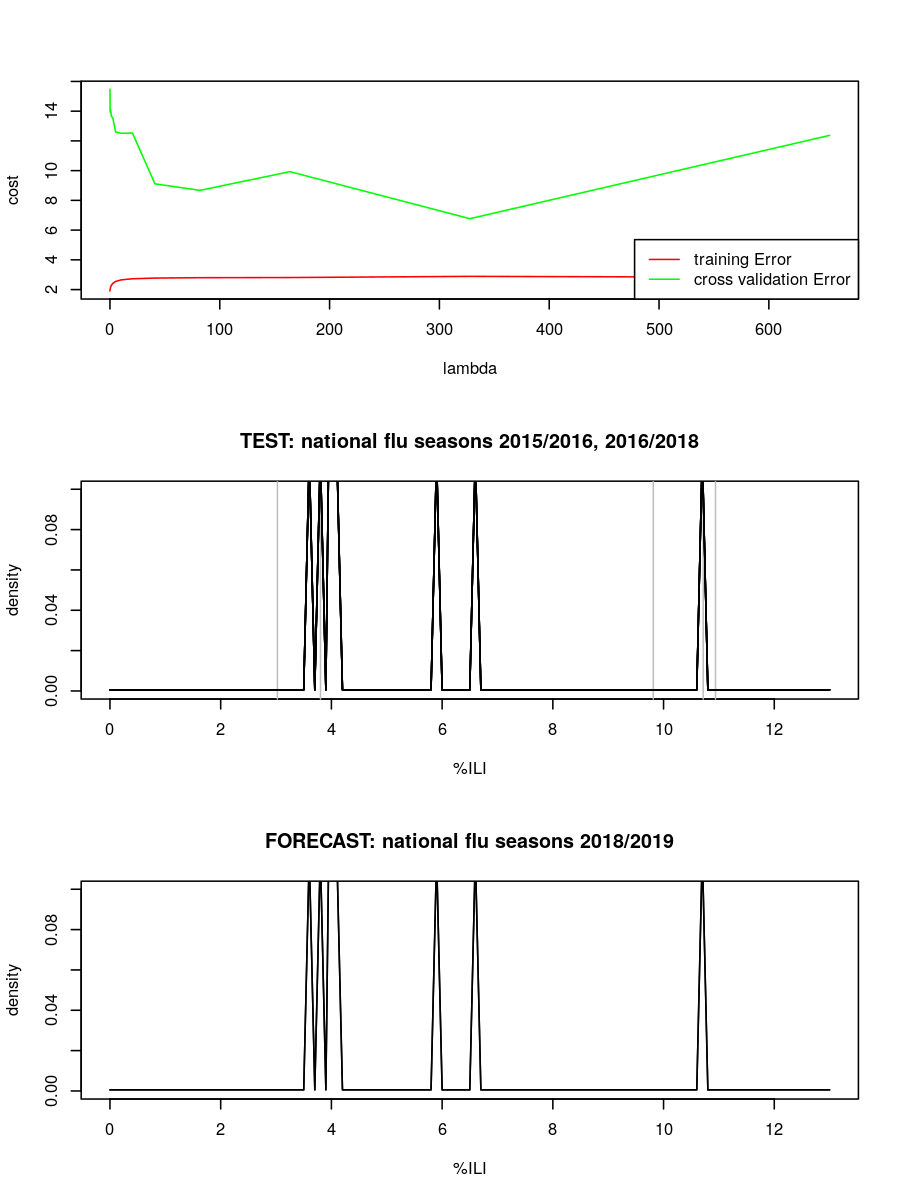 14
10
8
6
4
2
cost
training Error
cross validation Error
0 100 200 300 400 500 600
lambda
TEST: national flu seasons 2015/2016, 2016/2018
0.08
0.04
0.00
density
0 2 4 6 8 10 12
%ILI
FORECAST: national flu seasons 2018/2019
0.08
0.04
0.00
density
0 2 4 6 8 10 12
%ILI